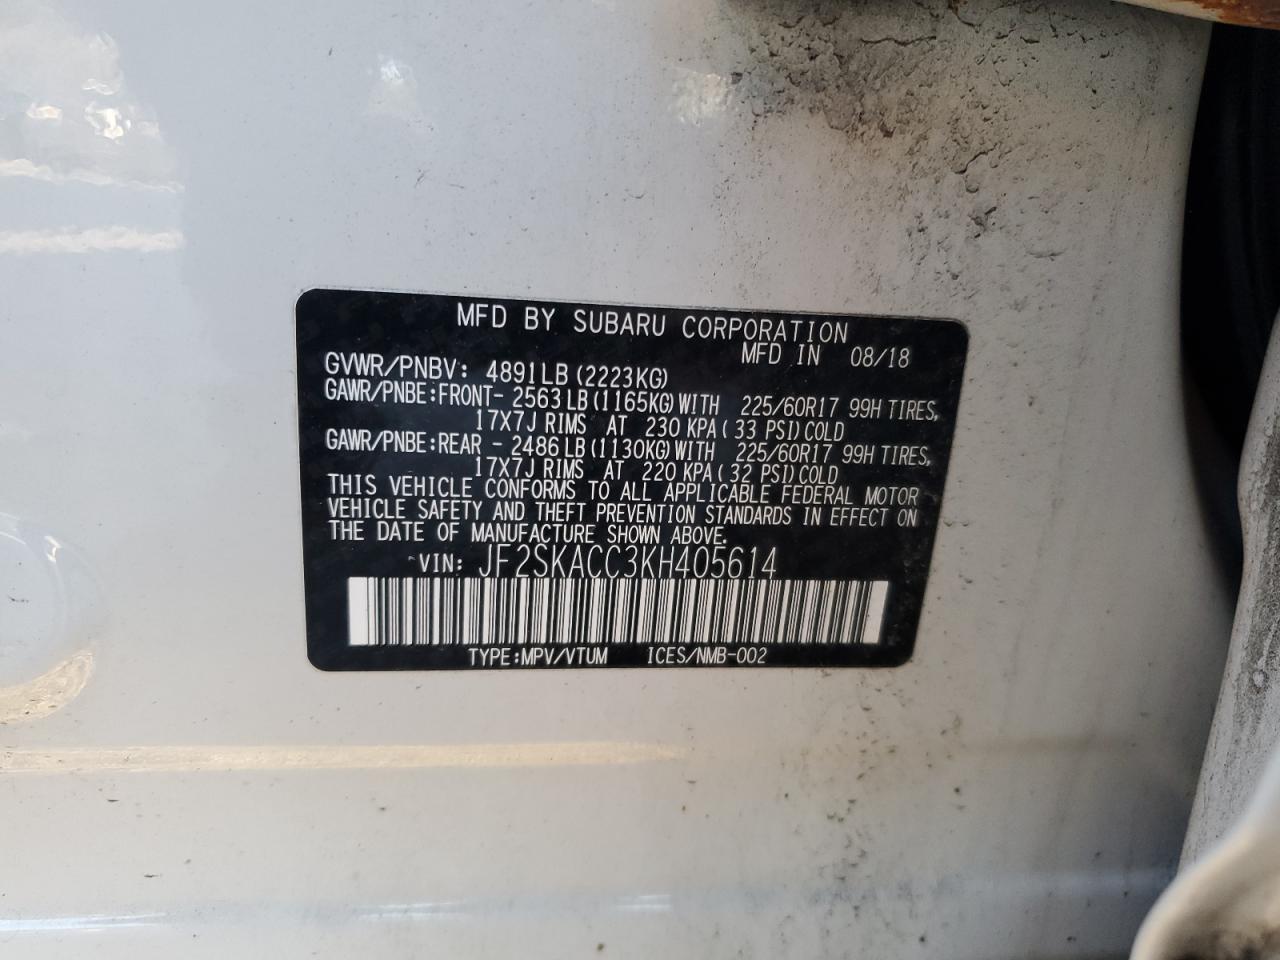 MFD BY SUBARU CORPORATION
MFD IN 08/18
GVWR/PNBV: 4891LB (2223KG)
GAWR/PNBE:FRONT- 2563LB(1165KG)WITH 225/60R17 99H TIRES,
17X7J RIMS AT 230 KPA(33 PSI)COLD
GAWR/PNBE:REAR - 2486LB(1130KG)WITH 225/60R17 99H TIRES,
17X7J RIMS AT 220 KPA(32 PSI)COLD
THIS VEHICLE CONFORMS TO ALL APPLICABLE FEDERAL MOTOR
VEHICLE SAFETY AND THEFT PREVENTION STANDARDS IN EFFECT ON
THE DATE OF MANUFACTURE SHOWN ABOVE.
VIN: JF2SKACC3KH405614
TYPE:MPV/VTUM ICES/NMB-002